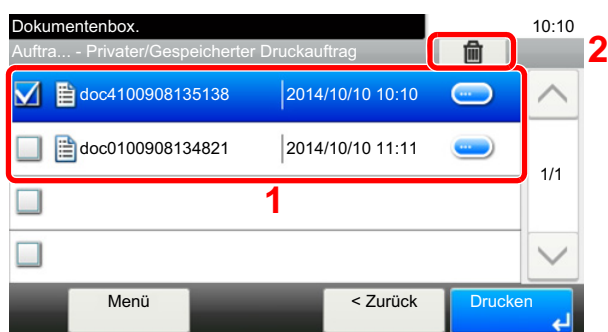 Dokumentenbox. 10:10
Auftra... - Privater/Gespeicherter Druckauftrag 2
doc4100908135138 2014/10/10 10:10 ...
doc0100908134821 2014/10/10 11:11 ...
1/1
1
Menü < Zurück Drucken